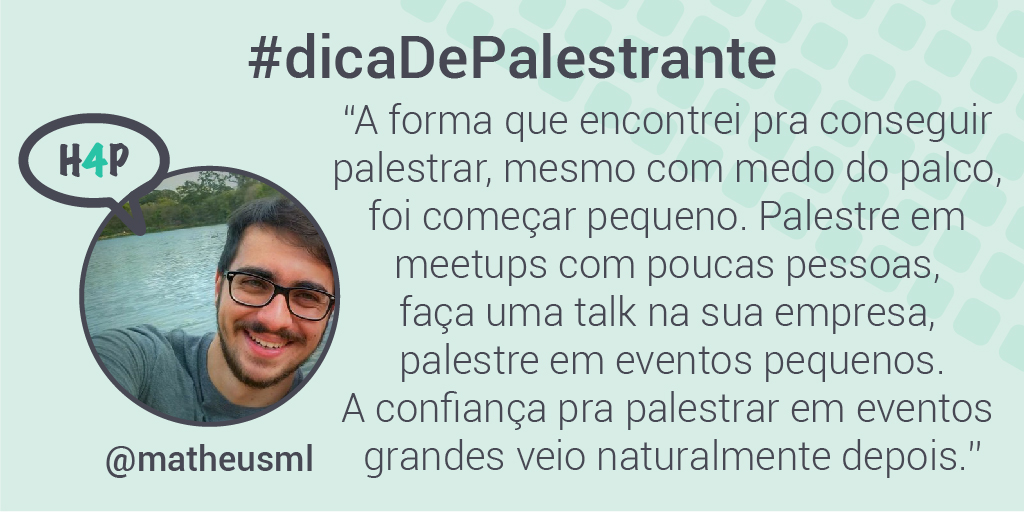 #dicaDePalestrante
H4P
“A forma que encontrei pra conseguir
palestrar, mesmo com medo do palco,
foi começar pequeno. Palestre em
meetups com poucas pessoas,
faça uma talk na sua empresa,
palestre em eventos pequenos.
A confiança pra palestrar em eventos
grandes veio naturalmente depois.”
@matheusml